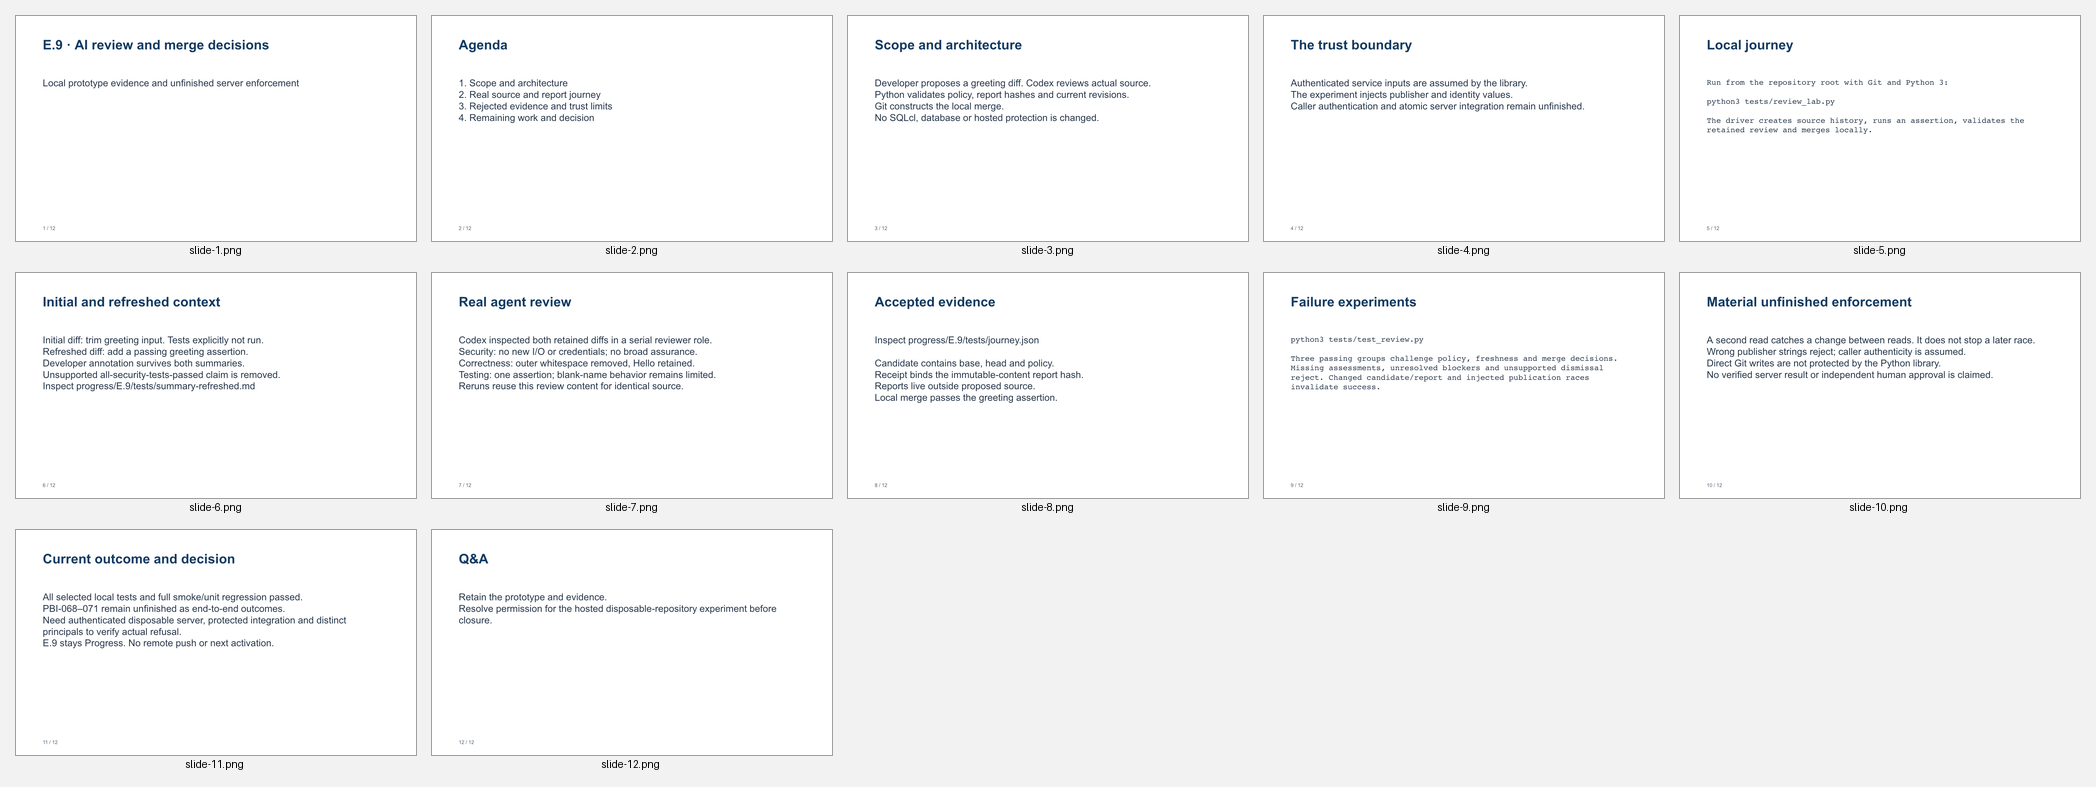 E.9 · AI review and merge decisions
Local prototype evidence and unfinished server enforcement
1 / 12
slide-1.png
Agenda
1. Scope and architecture
2. Real source and report journey
3. Rejected evidence and trust limits
4. Remaining work and decision
2 / 12
slide-2.png
Scope and architecture
Developer proposes a greeting diff. Codex reviews actual source.
Python validates policy, report hashes and current revisions.
Git constructs the local merge.
No SQLcl, database or hosted protection is changed.
3 / 12
slide-3.png
The trust boundary
Authenticated service inputs are assumed by the library.
The experiment injects publisher and identity values.
Caller authentication and atomic server integration remain unfinished.
4 / 12
slide-4.png
Local journey
Run from the repository root with Git and Python 3:
python3 tests/review_lab.py
The driver creates source history, runs an assertion, validates the
retained review and merges locally.
5 / 12
slide-5.png
Initial and refreshed context
Initial diff: trim greeting input. Tests explicitly not run.
Refreshed diff: add a passing greeting assertion.
Developer annotation survives both summaries.
Unsupported all-security-tests-passed claim is removed.
Inspect progress/E.9/tests/summary-refreshed.md
6 / 12
slide-6.png
Real agent review
Codex inspected both retained diffs in a serial reviewer role.
Security: no new I/O or credentials; no broad assurance.
Correctness: outer whitespace removed, Hello retained.
Testing: one assertion; blank-name behavior remains limited.
Reruns reuse this review content for identical source.
7 / 12
slide-7.png
Accepted evidence
Inspect progress/E.9/tests/journey.json
Candidate contains base, head and policy.
Receipt binds the immutable-content report hash.
Reports live outside proposed source.
Local merge passes the greeting assertion.
8 / 12
slide-8.png
Failure experiments
python3 tests/test_review.py
Three passing groups challenge policy, freshness and merge decisions.
Missing assessments, unresolved blockers and unsupported dismissal
reject. Changed candidate/report and injected publication races
invalidate success.
9 / 12
slide-9.png
Material unfinished enforcement
A second read catches a change between reads. It does not stop a later race.
Wrong publisher strings reject; caller authenticity is assumed.
Direct Git writes are not protected by the Python library.
No verified server result or independent human approval is claimed.
10 / 12
slide-10.png
Current outcome and decision
All selected local tests and full smoke/unit regression passed.
PBI-068–071 remain unfinished as end-to-end outcomes.
Need authenticated disposable server, protected integration and distinct
principals to verify actual refusal.
E.9 stays Progress. No remote push or next activation.
11 / 12
slide-11.png
Q&A
Retain the prototype and evidence.
Resolve permission for the hosted disposable-repository experiment before
closure.
12 / 12
slide-12.png